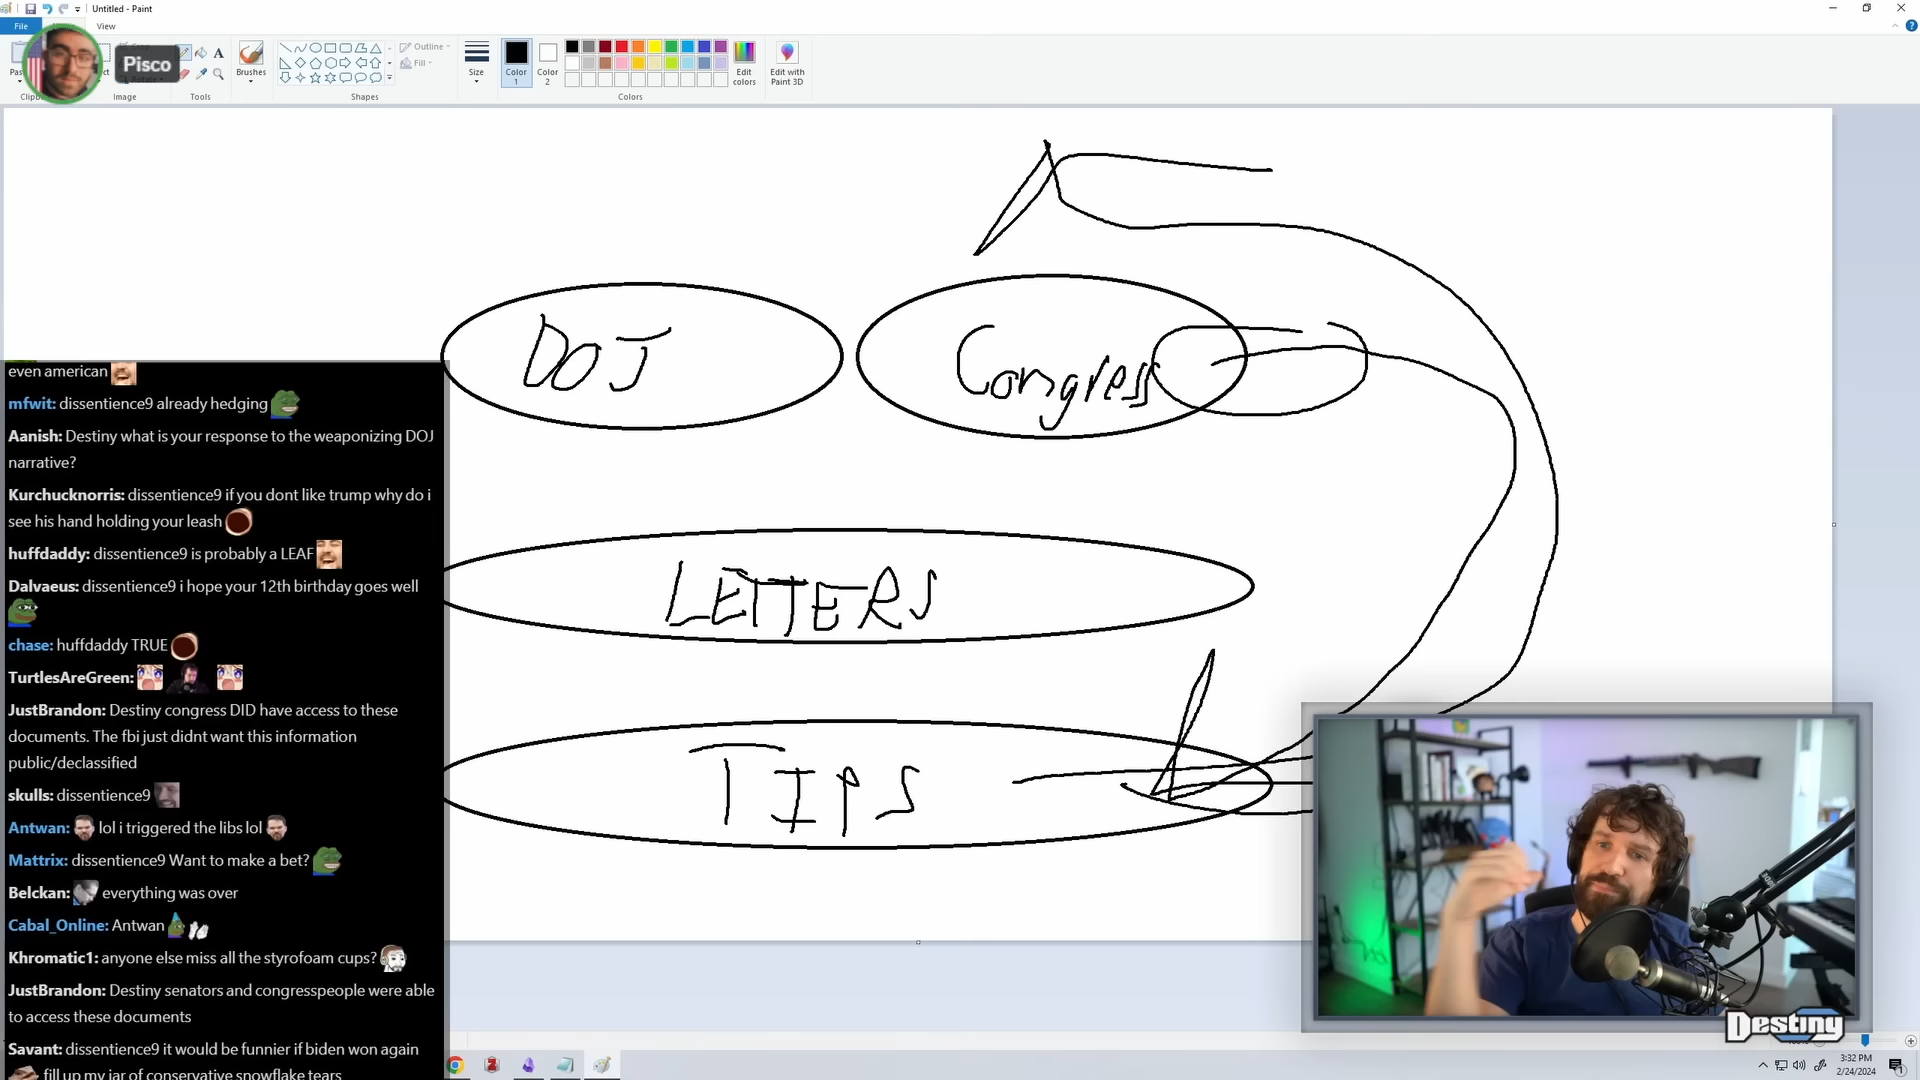 Untitled - Paint
File
View
Pisco
Outline
Fill
Brushes
Size
Color
1
Color
2
Edit
colors
Edit with
Paint 3D
Image
Tools
Shapes
Colors
DOJ
Congress
LETTERS
TIPS
even american
mfwit: dissentience9 already hedging
Aanish: Destiny what is your response to the weaponizing DOJ
narrative?
Kurchucknorris: dissentience9 if you dont like trump why do i
see his hand holding your leash
huffdaddy: dissentience9 is probably a LEAF
Dalvaeus: dissentience9 i hope your 12th birthday goes well
chase: huffdaddy TRUE
TurtlesAreGreen:
JustBrandon: Destiny congress DID have access to these
documents. The fbi just didnt want this information
public/declassified
skulls: dissentience9
Antwan: lol i triggered the libs lol
Mattrix: dissentience9 Want to make a bet?
Belckan: everything was over
Cabal_Online: Antwan
Khromatic1: anyone else miss all the styrofoam cups?
JustBrandon: Destiny senators and congresspeople were able
to access these documents
Savant: dissentience9 it would be funnier if biden won again
fill up my jar of conservative snowflake tears
Destiny
3:32 PM
2/24/2024